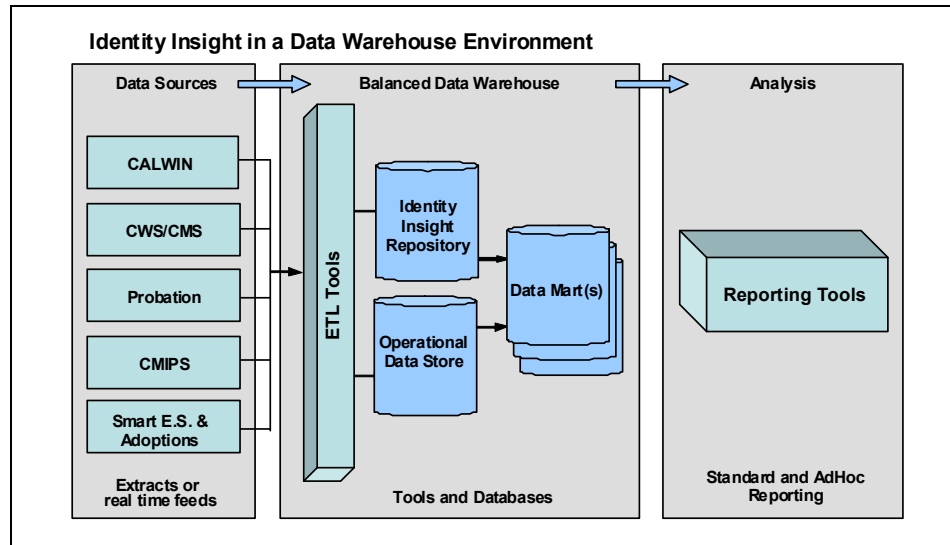 Identity Insight in a Data Warehouse Environment
Data Sources
CALWIN
CWS/CMS
Probation
CMIPS
Smart E.S. &
Adoptions
Extracts or
real time feeds
Balanced Data Warehouse
ETL Tools
Identity
Insight
Repository
Operational
Data Store
Data Mart(s)
Tools and Databases
Analysis
Reporting Tools
Standard and AdHoc
Reporting